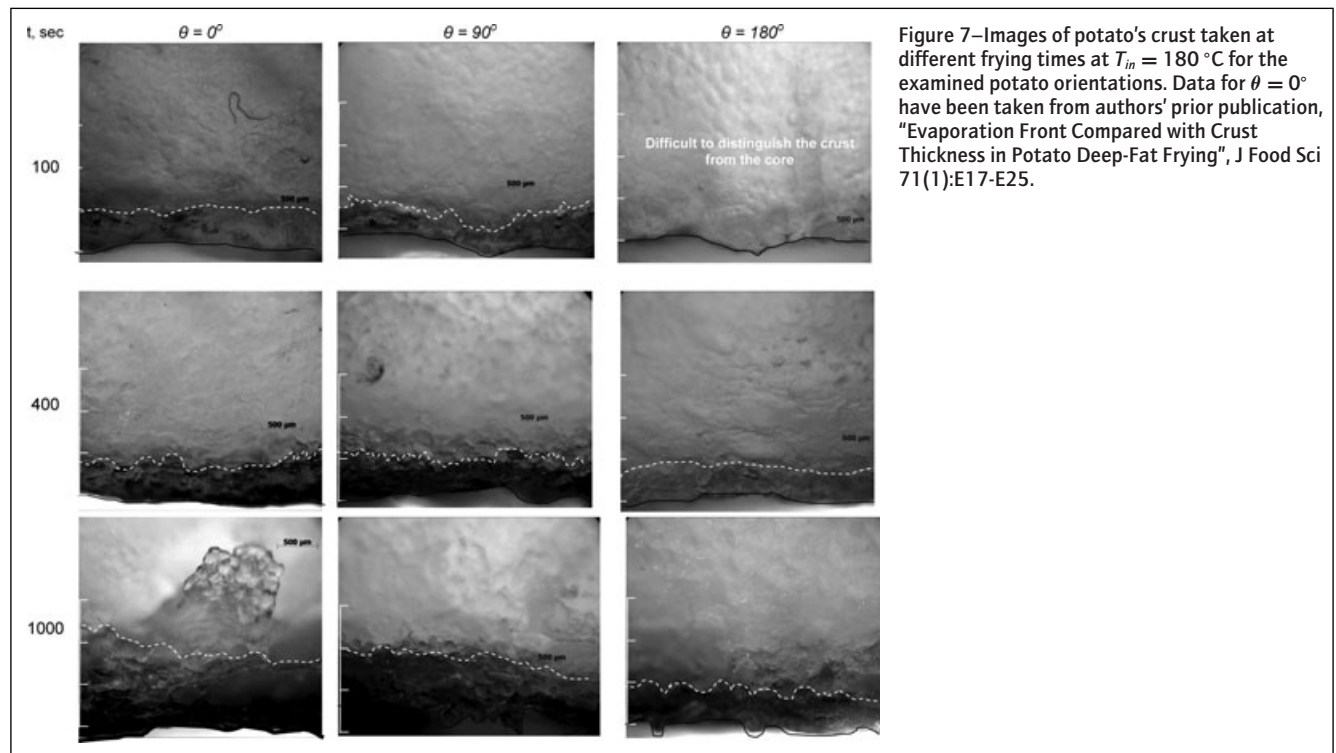 t, sec
θ = 0⁰
θ = 90⁰
θ = 180⁰
100
500 µm
500 µm
Difficult to distinguish the crust
from the core
500 µm
400
500 µm
500 µm
500 µm
1000
500 µm
500 µm
Figure 7–Images of potato's crust taken at
different frying times at T_in = 180 °C for the
examined potato orientations. Data for θ = 0°
have been taken from authors' prior publication,
"Evaporation Front Compared with Crust
Thickness in Potato Deep-Fat Frying", J Food Sci
71(1):E17-E25.